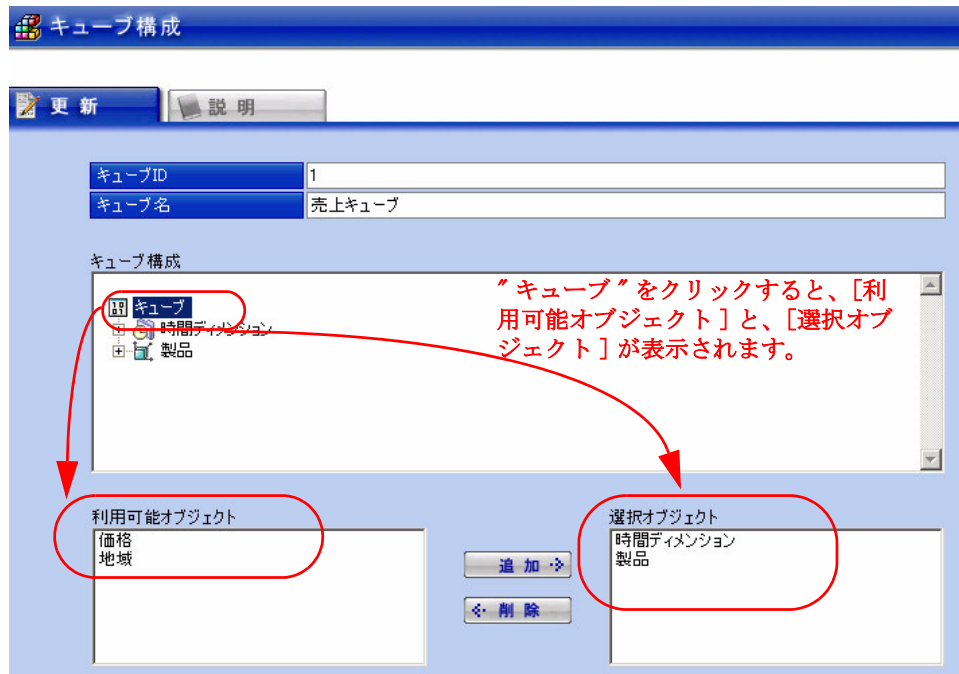 キューブ構成
更 新
説 明
キューブID 1
キューブ名 売上キューブ
キューブ構成
キューブ
時間ディメンション
製品
″キューブ″をクリックすると、[利
用可能オブジェクト]と、[選択オブ
ジェクト]が表示されます。
利用可能オブジェクト
価格
地域
追 加
削 除
選択オブジェクト
時間ディメンション
製品